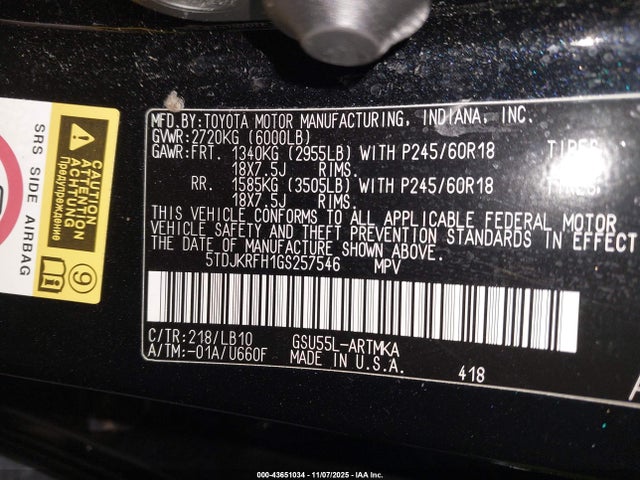 MFD.BY:TOYOTA MOTOR MANUFACTURING, INDIANA, INC.
GVWR:2720KG (6000LB)
GAWR:FRT. 1340KG (2955LB) WITH P245/60R18 TIRES
18X7.5J RIMS.
RR. 1585KG (3505LB) WITH P245/60R18 TIRES
18X7.5J RIMS.
THIS VEHICLE CONFORMS TO ALL APPLICABLE FEDERAL MOTOR
VEHICLE SAFETY AND THEFT PREVENTION STANDARDS IN EFFECT
THE DATE OF MANUFACTURE SHOWN ABOVE.
5TDJKRFH1GS257546 MPV
C/TR:218/LB10 GSU55L-ARTMKA
A/TM:-01A/U660F MADE IN U.S.A. 418
SRS SIDE AIRBAG
CAUTION
ATTENTION
ACHTUNG
Предупреждение
9
000-43651034 - 11/07/2025 - IAA Inc.